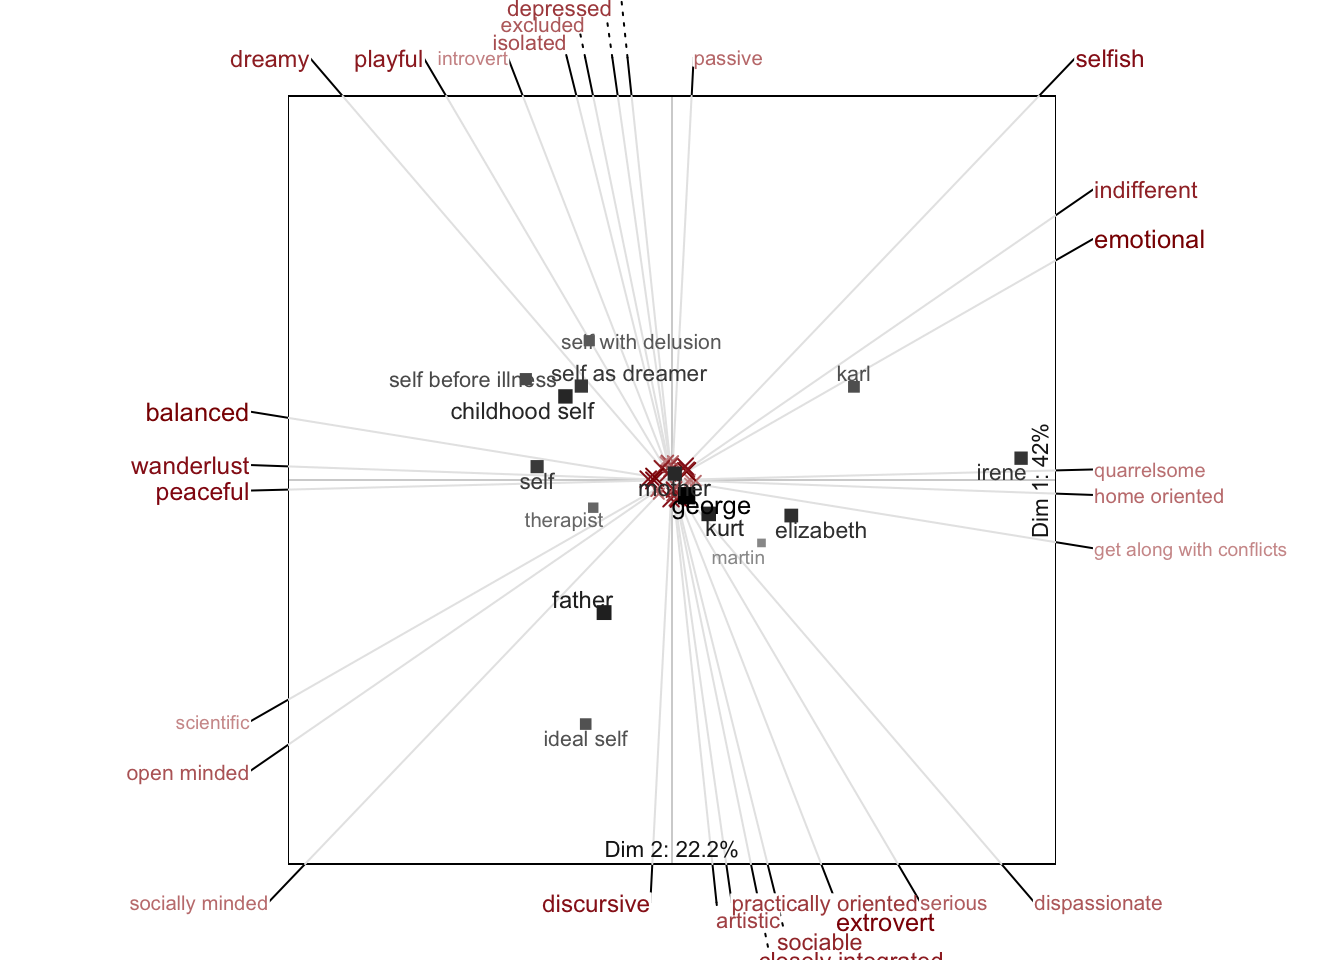 depressed
excluded
isolated
dreamy
playful
introvert
passive
selfish
indifferent
emotional
self with delusion
self before illness
self as dreamer
karl
childhood self
balanced
wanderlust
peaceful
self
mother
irene
quarrelsome
home oriented
Dim 1: 42%
george
therapist
kurt
elizabeth
martin
get along with conflicts
father
scientific
ideal self
open minded
Dim 2: 22.2%
socially minded
discursive
practically oriented
serious
dispassionate
artistic
extrovert
sociable
closely integrated